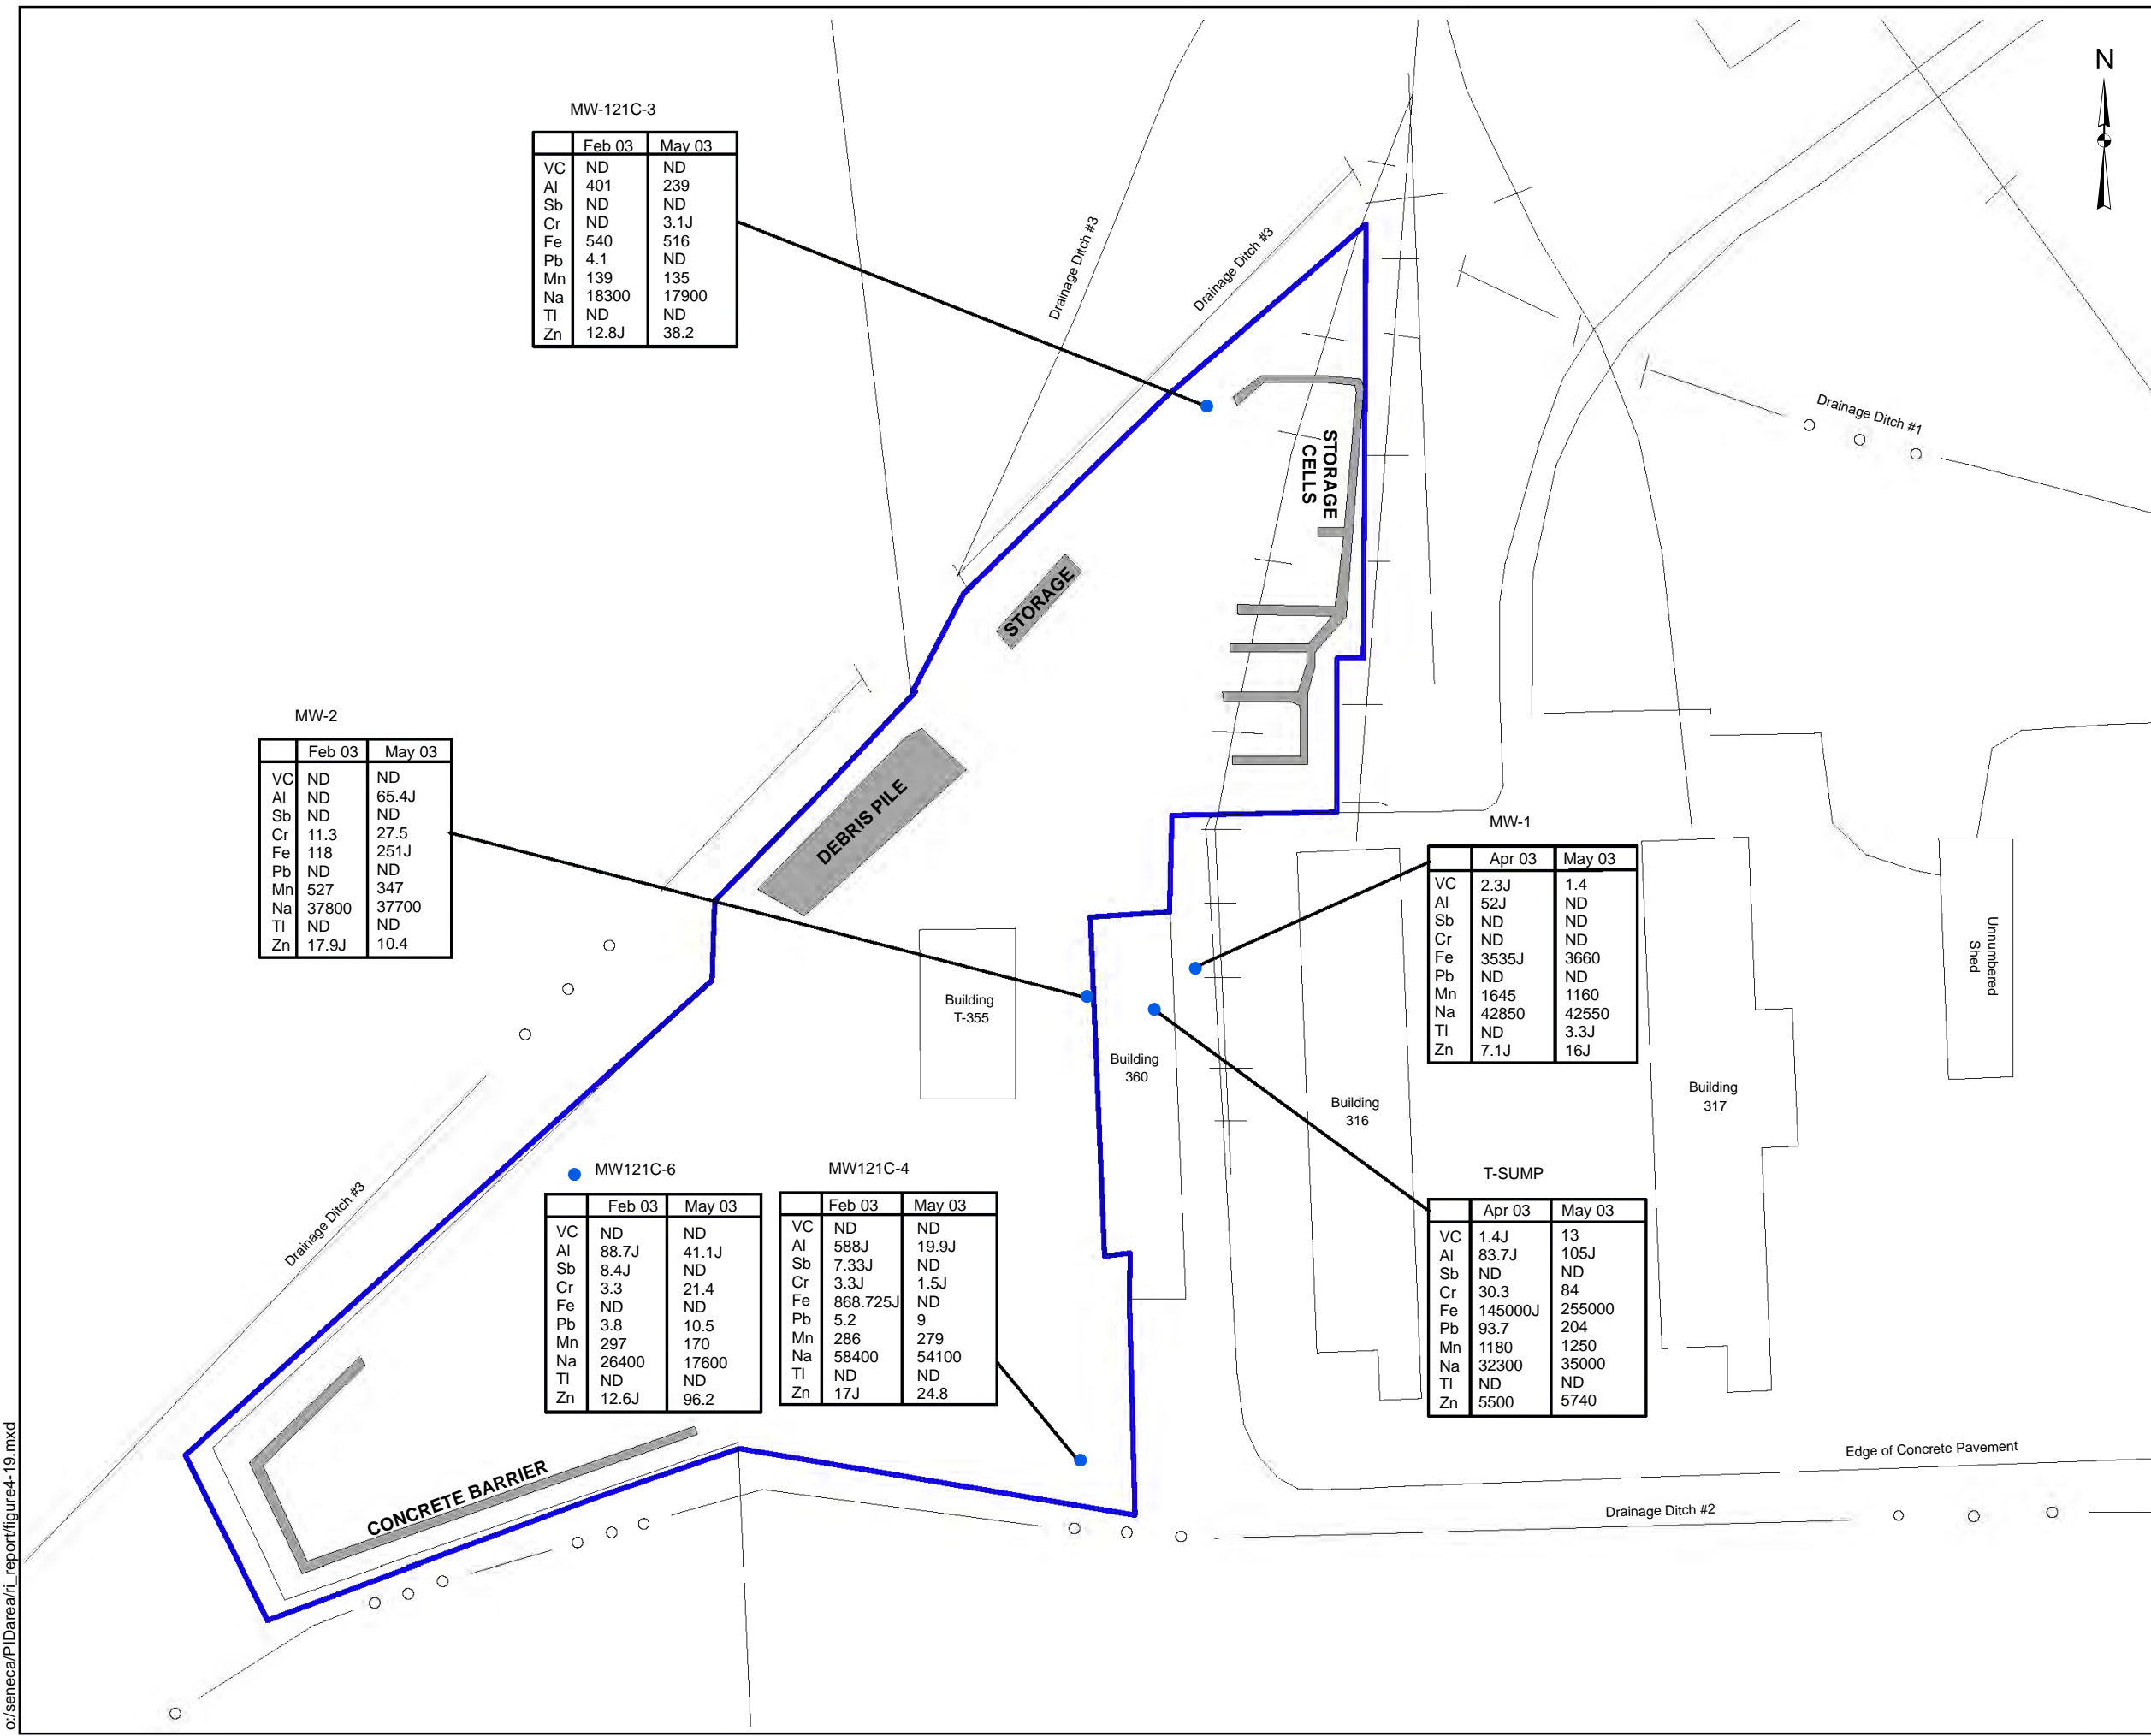 N
MW-121C-3
Feb 03 May 03
VC ND ND
Al 401 239
Sb ND ND
Cr ND 3.1J
Fe 540 516
Pb 4.1 ND
Mn 139 135
Na 18300 17900
Tl ND ND
Zn 12.8J 38.2
Drainage Ditch #3
Drainage Ditch #3
Drainage Ditch #1
STORAGE
CELLS
STORAGE
MW-2
Feb 03 May 03
VC ND ND
Al ND 65.4J
Sb ND ND
Cr 11.3 27.5
Fe 118 251J
Pb ND ND
Mn 527 347
Na 37800 37700
Tl ND ND
Zn 17.9J 10.4
DEBRIS PILE
MW-1
Apr 03 May 03
VC 2.3J 1.4
Al 52J ND
Sb ND ND
Cr ND ND
Fe 3535J 3660
Pb ND ND
Mn 1645 1160
Na 42850 42550
Tl ND 3.3J
Zn 7.1J 16J
Unnumbered
Shed
Building
T-355
Building
360
Building
316
Building
317
Drainage Ditch #3
MW121C-6
Feb 03 May 03
VC ND ND
Al 88.7J 41.1J
Sb 8.4J ND
Cr 3.3 21.4
Fe ND ND
Pb 3.8 10.5
Mn 297 170
Na 26400 17600
Tl ND ND
Zn 12.6J 96.2
MW121C-4
Feb 03 May 03
VC ND ND
Al 588J 19.9J
Sb 7.33J ND
Cr 3.3J 1.5J
Fe 868.725J ND
Pb 5.2 9
Mn 286 279
Na 58400 54100
Tl ND ND
Zn 17J 24.8
T-SUMP
Apr 03 May 03
VC 1.4J 13
Al 83.7J 105J
Sb ND ND
Cr 30.3 84
Fe 145000J 255000
Pb 93.7 204
Mn 1180 1250
Na 32300 35000
Tl ND ND
Zn 5500 5740
CONCRETE BARRIER
Edge of Concrete Pavement
Drainage Ditch #2
o:/seneca/PIDarea/ri_report/figure4-19.mxd